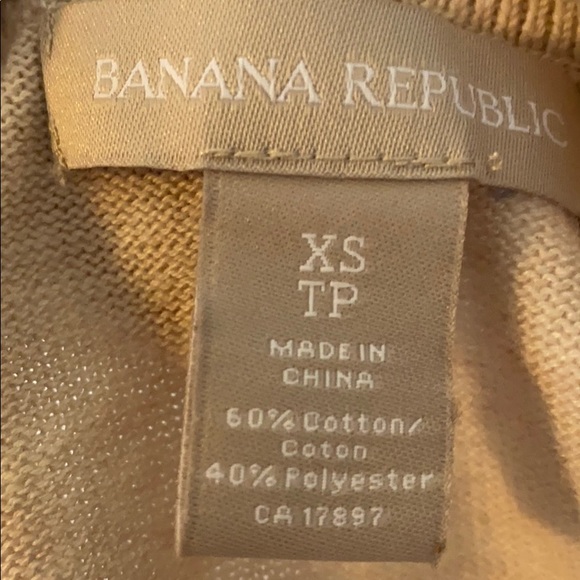 BANANA REPUBLIC
XS
TP
MADE IN
CHINA
60% Cotton/
Coton
40% Polyester
CA 17897